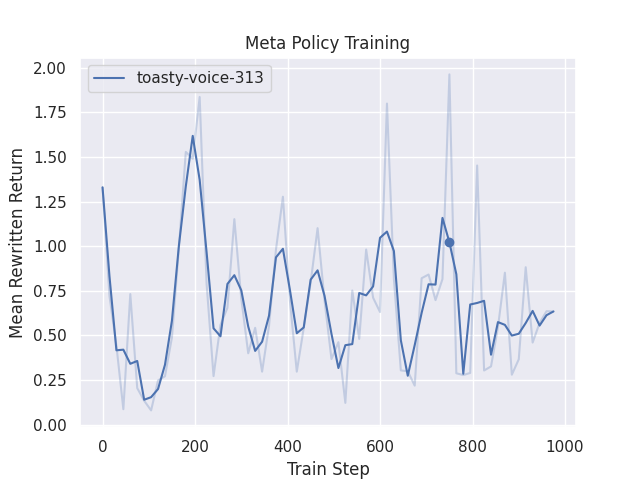 Meta Policy Training
toasty-voice-313
Mean Rewritten Return
2.00
1.75
1.50
1.25
1.00
0.75
0.50
0.25
0.00
0 200 400 600 800 1000
Train Step